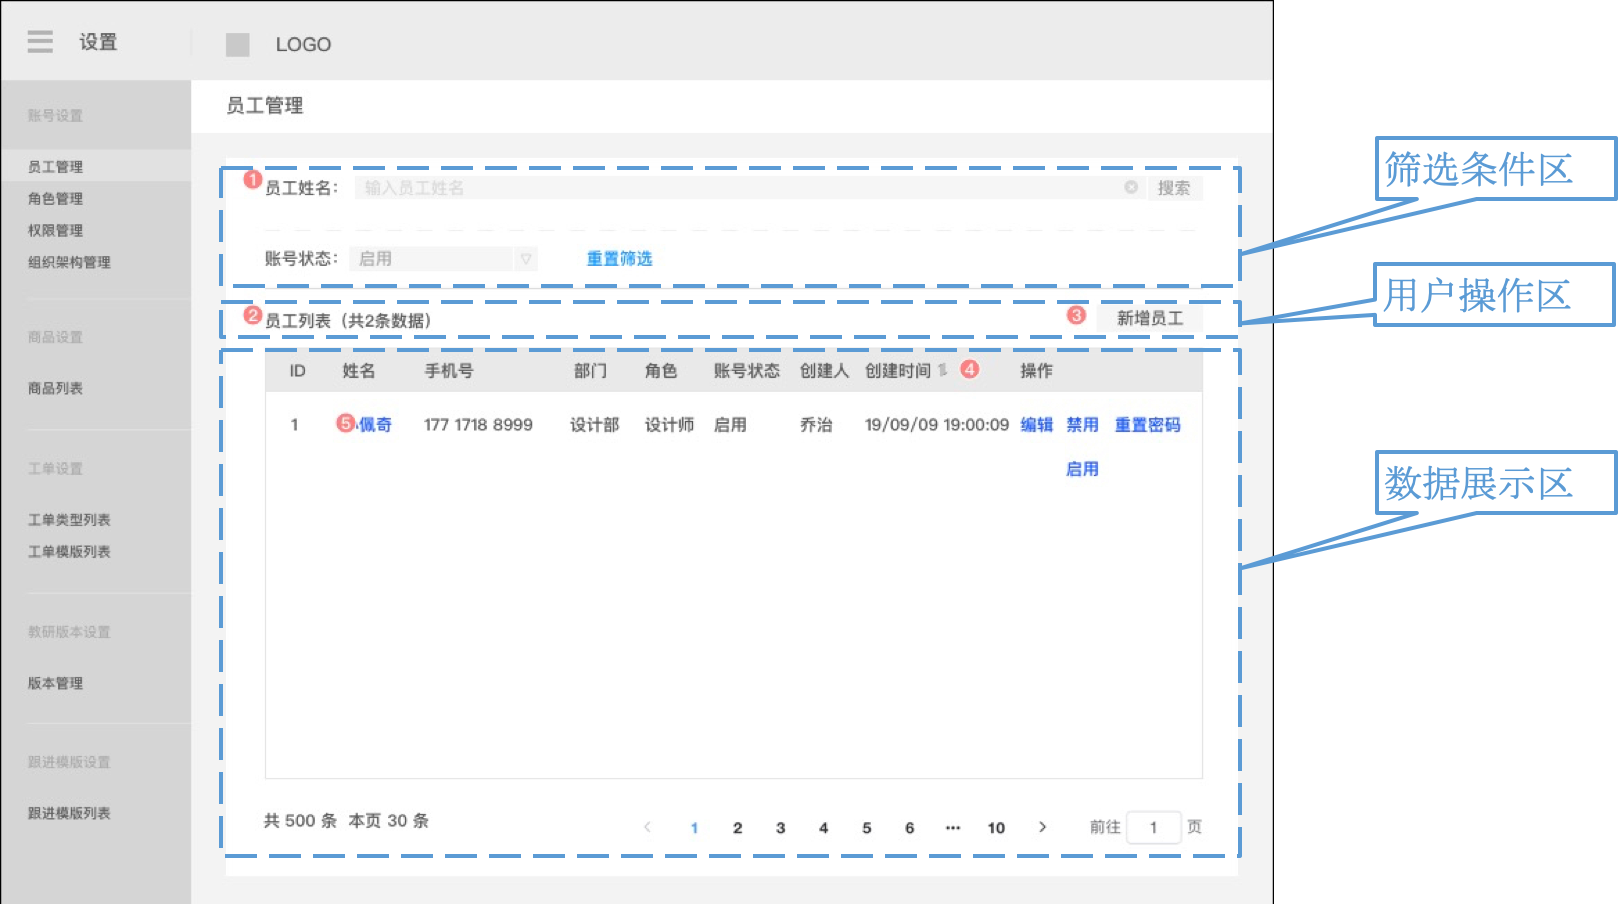 设置
LOGO
账号设置
员工管理
角色管理
权限管理
组织架构管理
商品设置
商品列表
工单设置
工单类型列表
工单模版列表
教研版本设置
版本管理
跟进模版设置
跟进模版列表
员工管理
1 员工姓名: 输入员工姓名 搜索
账号状态: 启用 重置筛选
2 员工列表（共2条数据） 3 新增员工
ID 姓名 手机号 部门 角色 账号状态 创建人 创建时间 4 操作
1 5 佩奇 177 1718 8999 设计部 设计师 启用 乔治 19/09/09 19:00:09 编辑 禁用 重置密码
启用
共 500 条 本页 30 条 < 1 2 3 4 5 6 ··· 10 > 前往 1 页
筛选条件区
用户操作区
数据展示区